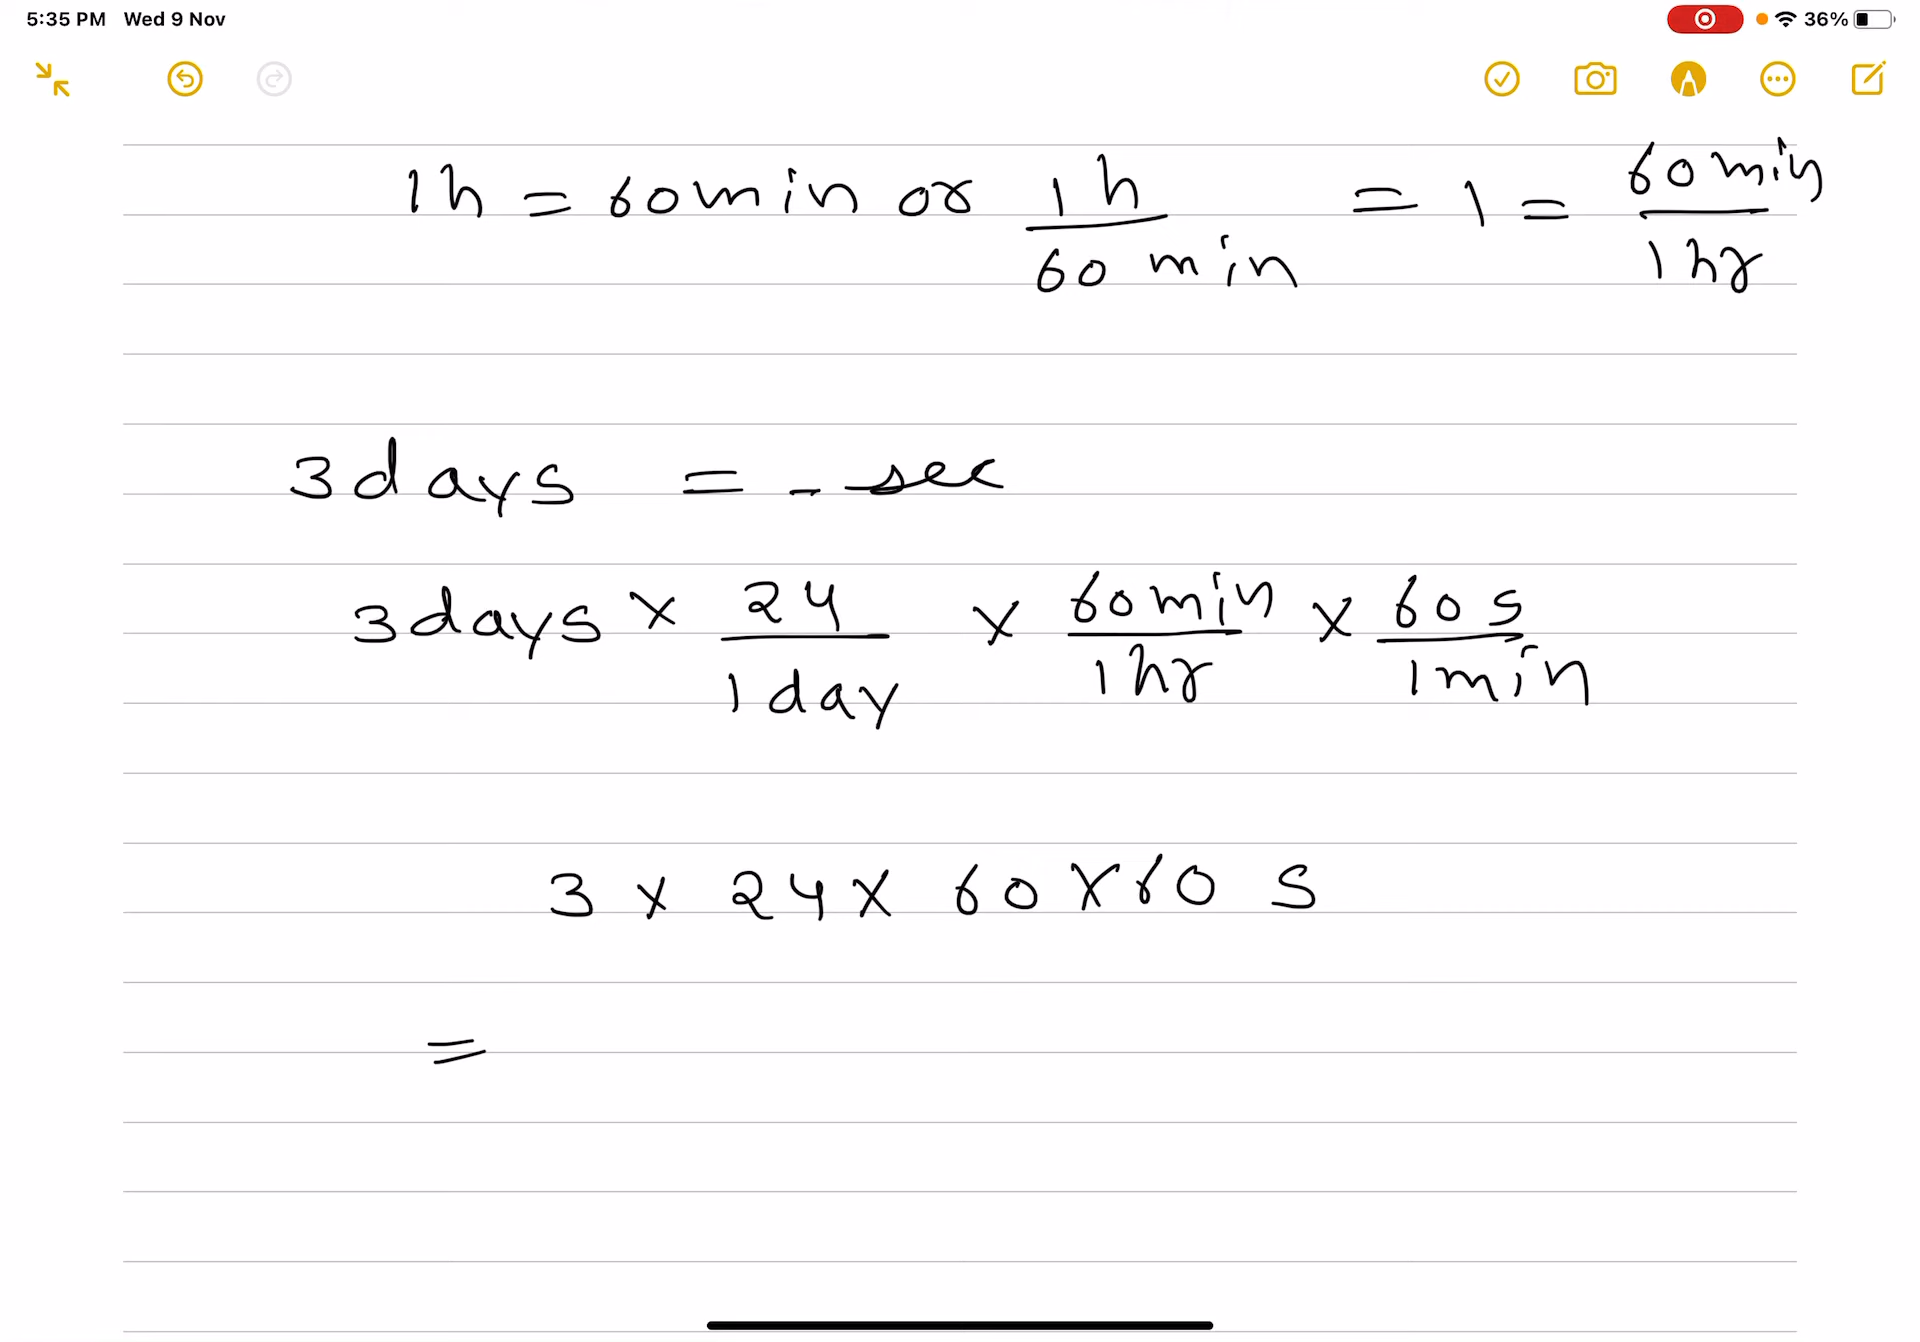 5:35 PM Wed 9 Nov 36%
1h = 60min or 1h/60 min = 1 = 60min/1hr
3days = - sec
3days x 24/1day x 60min/1hr x 60s/1min
3 x 24 x 60 x 60 s
=